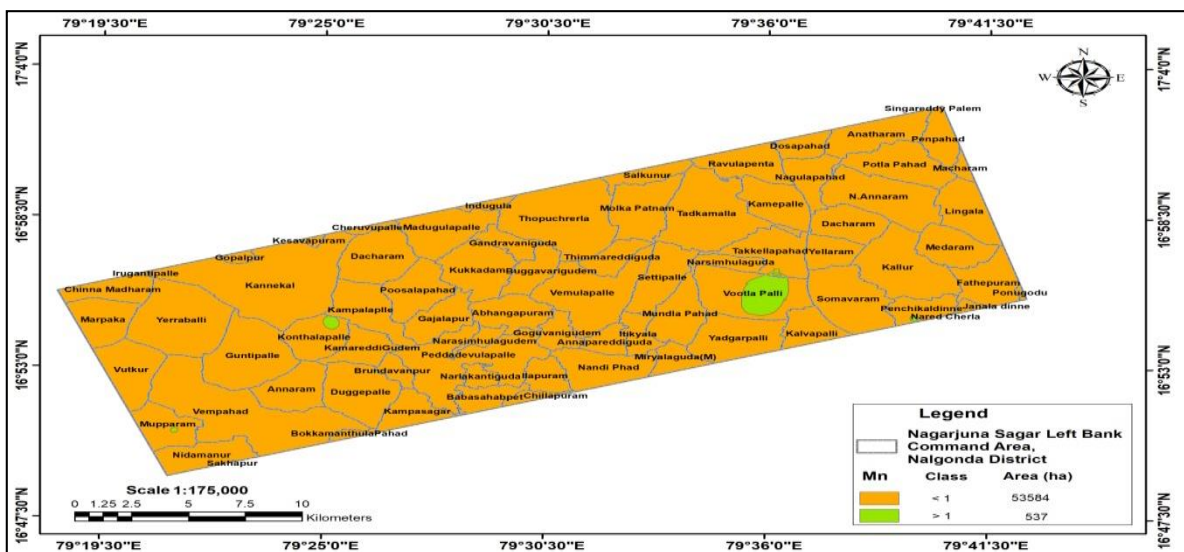 79°19'30"E 79°25'0"E 79°30'30"E 79°36'0"E 79°41'30"E
17°4'0"N 17°4'0"N
N
W E
S
Singareddy Palem
Anatharam Penpahad
Dosapahad
Ravulapenta Potla Pahad Macharam
Salkunur Nagulapahad
N.Annaram
Indugula Molka Patnam Kamepalle
16°58'30"N Thopuchrerla Tadkamalla Lingala 16°58'30"N
Cheruvupalle Madugulapalle Dacharam
Kesavapuram Gandravaniguda Medaram
Gopalpur Dacharam Thimmareddiguda Takkellapahad Yellaram
Irugantipalle Kukkadam Buggavarigudem Narsimhulaguda Kallur
Chinna Madharam Kannekal Settipalle Fathepuram
Poosalapahad Vemulapalle Vootla Palli Somavaram Ponugodu
Marpaka Yerraballi Kampalaplle Abhangapuram Mundla Pahad Penchikaldinne Janala dinne
Gajalapur Nared Cherla
Konthalapalle Goguvanigudem Itikyala Yadgarpalli Kalvapalli
KamareddiGudem Narasimhulagudem Annapareddiguda
Guntipalle Peddadevulapalle Miryalaguda(M)
16°53'0"N Vutkur Brundavanpur Nandi Phad 16°53'0"N
Narlakantiguda llapuram
Annaram Duggepalle Babasahabpet Chillapuram
Vempahad Kampasagar
Mupparam
BokkamanthulaPahad
Nidamanur
Sakhapur
Legend
Nagarjuna Sagar Left Bank
Command Area,
Nalgonda District
Mn Class Area (ha)
< 1 53584
> 1 537
Scale 1:175,000
0 1.25 2.5 5 7.5 10
Kilometers
16°47'30"N 16°47'30"N
79°19'30"E 79°25'0"E 79°30'30"E 79°36'0"E 79°41'30"E